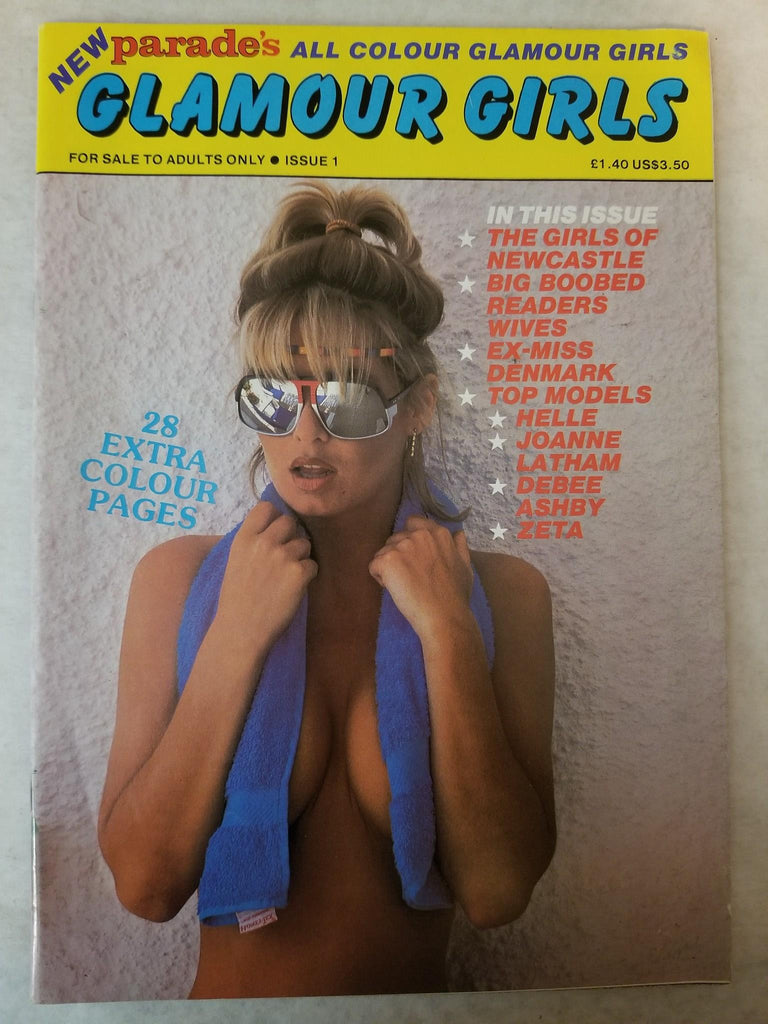 NEW parade's ALL COLOUR GLAMOUR GIRLS
GLAMOUR GIRLS
FOR SALE TO ADULTS ONLY ● ISSUE 1
£1.40 US$3.50
IN THIS ISSUE
★ THE GIRLS OF
NEWCASTLE
★ BIG BOOBED
READERS
WIVES
★ EX-MISS
DENMARK
★ TOP MODELS
★ HELLE
★ JOANNE
LATHAM
★ DEBEE
ASHBY
★ ZETA
28
EXTRA
COLOUR
PAGES